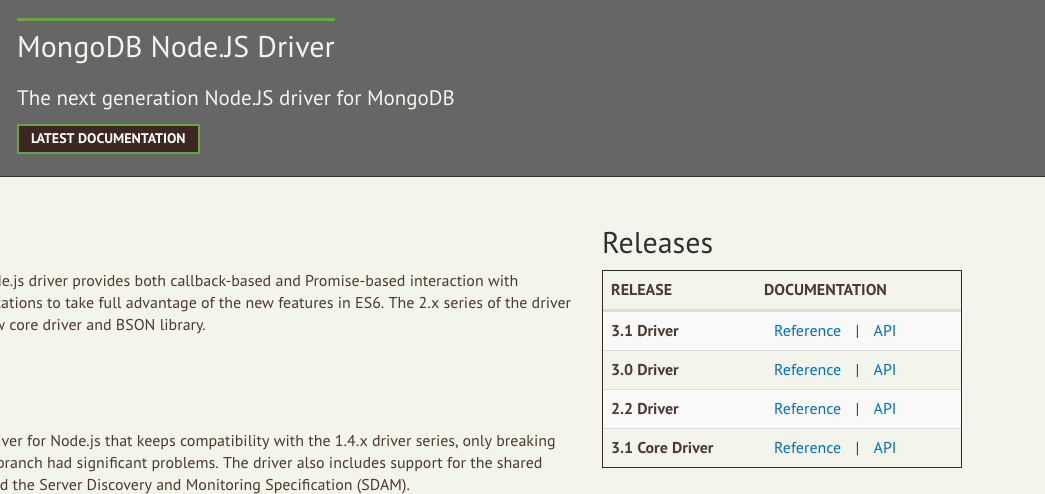 MongoDB Node.JS Driver
The next generation Node.JS driver for MongoDB
LATEST DOCUMENTATION
driver provides both callback-based and Promise-based interaction with
to take full advantage of the new features in ES6. The 2.x series of the driver
core driver and BSON library.
for Node.js that keeps compatibility with the 1.4.x driver series, only breaking
branch had significant problems. The driver also includes support for the shared
the Server Discovery and Monitoring Specification (SDAM).
Releases
RELEASE DOCUMENTATION
3.1 Driver Reference | API
3.0 Driver Reference | API
2.2 Driver Reference | API
3.1 Core Driver Reference | API